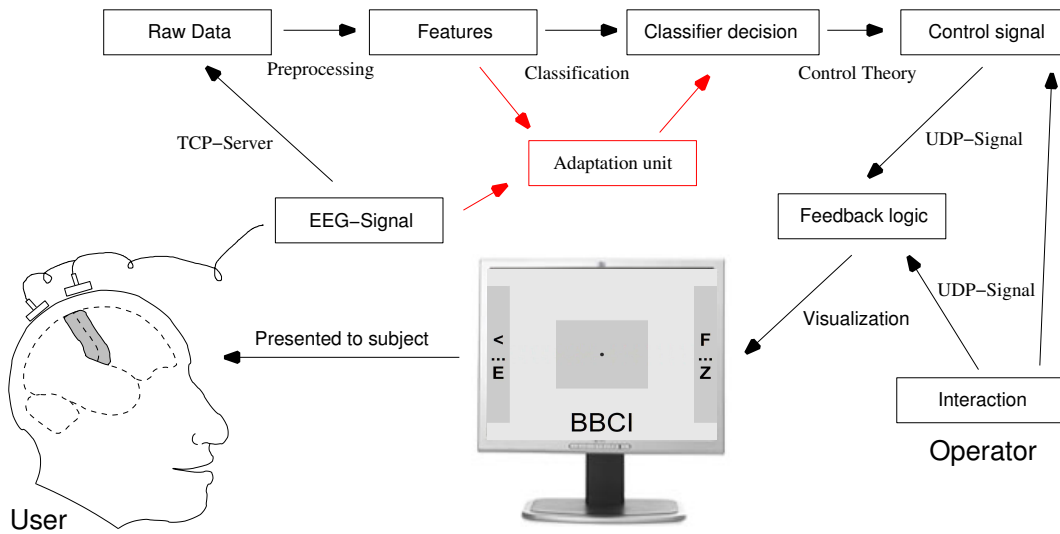 Raw Data
Features
Classifier decision
Control signal
Preprocessing
Classification
Control Theory
TCP−Server
UDP−Signal
Adaptation unit
EEG−Signal
Feedback logic
UDP−Signal
Visualization
Presented to subject
<
...
E
F
...
Z
BBCI
Interaction
Operator
User